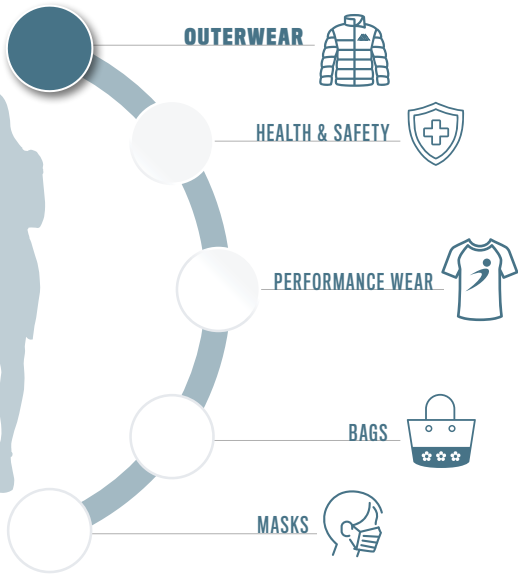 OUTERWEAR
HEALTH & SAFETY
PERFORMANCE WEAR
BAGS
MASKS